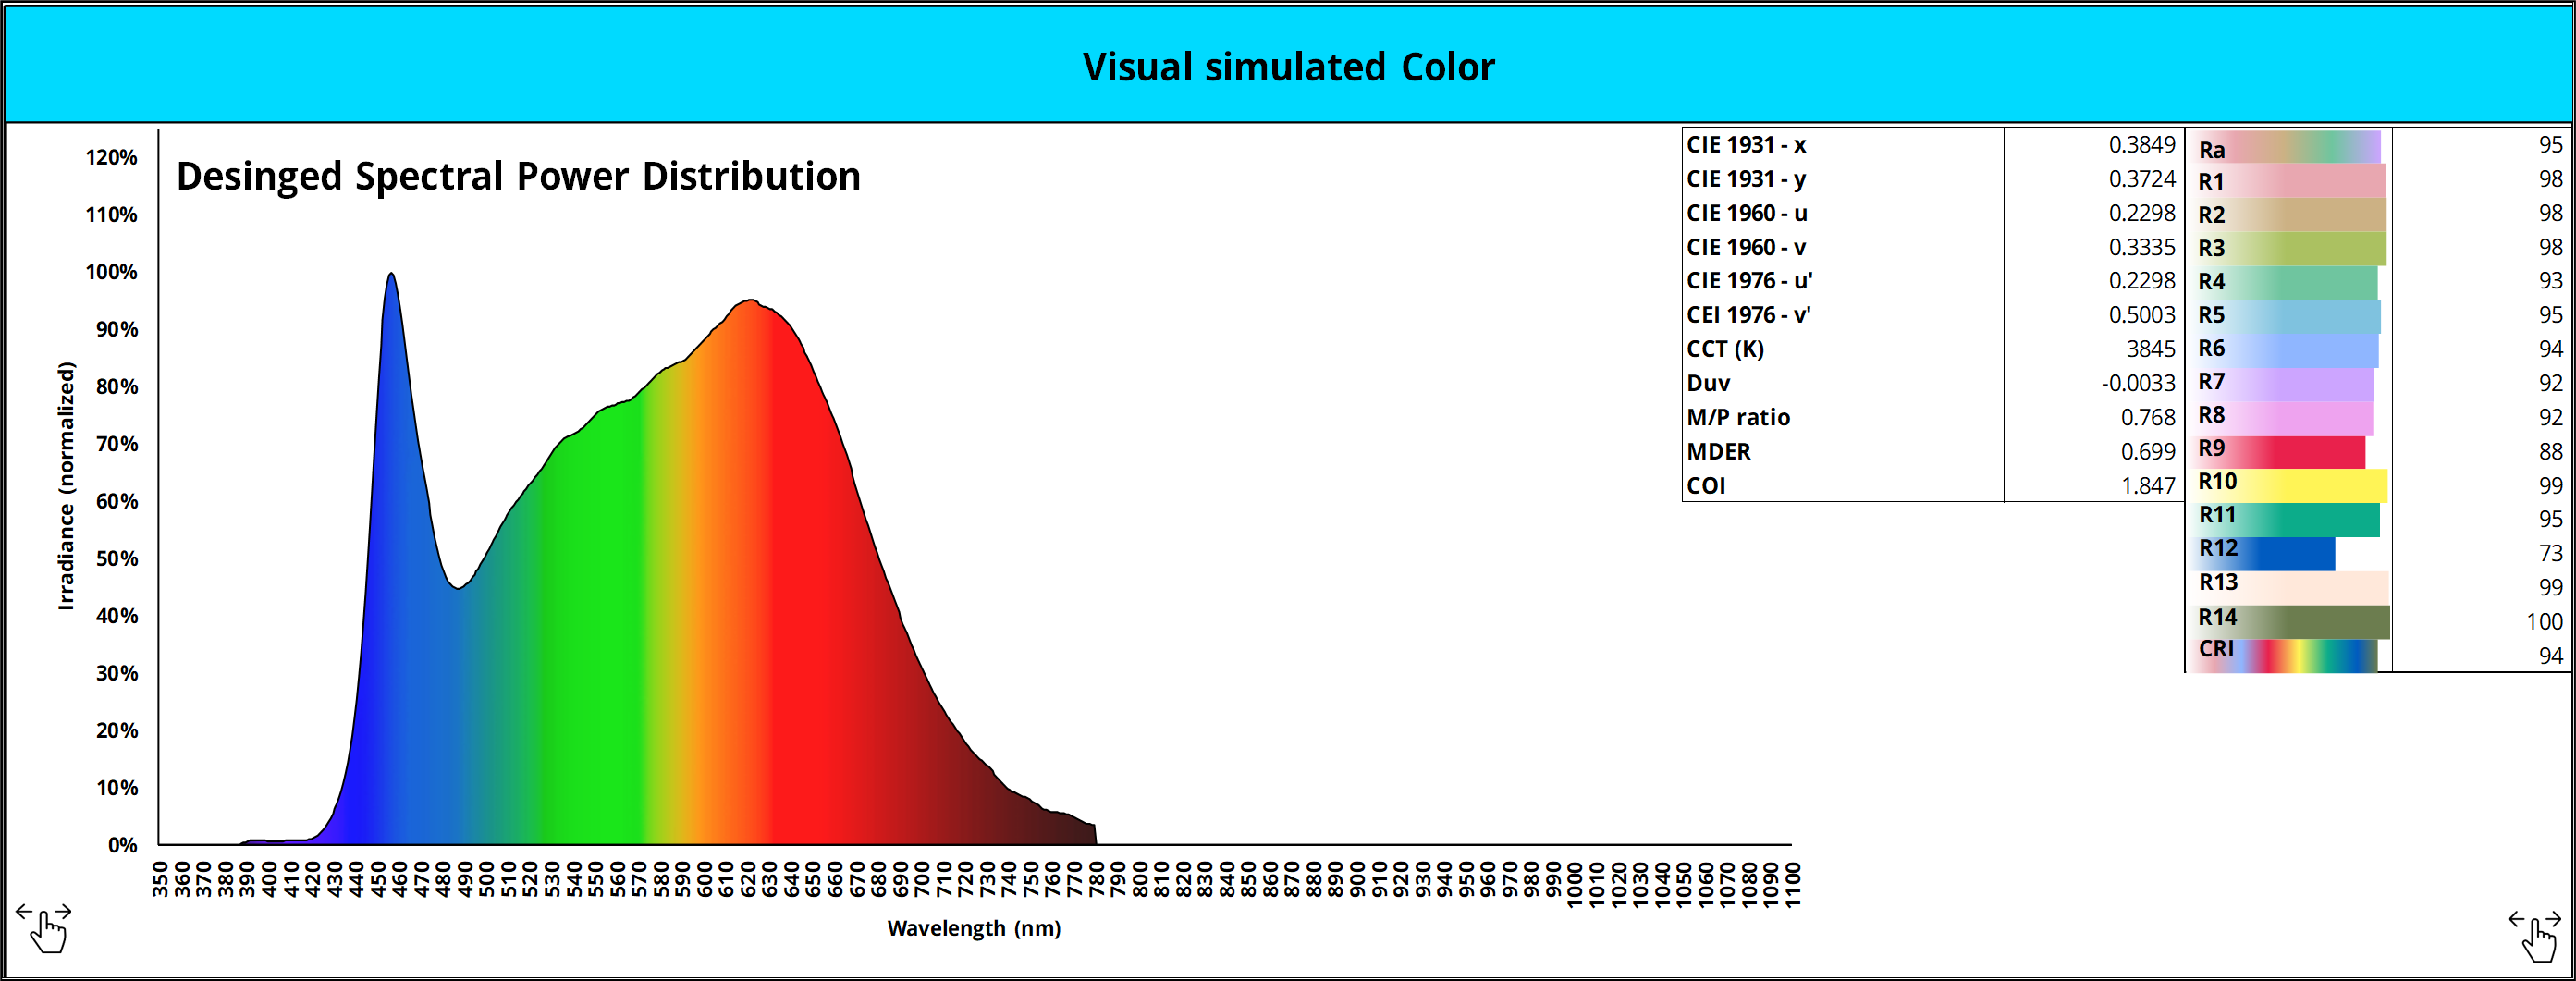 Visual simulated Color
Desinged Spectral Power Distribution
120%
110%
100%
90%
80%
70%
60%
50%
40%
30%
20%
10%
0%
Irradiance (normalized)
350 360 370 380 390 400 410 420 430 440 450 460 470 480 490 500 510 520 530 540 550 560 570 580 590 600 610 620 630 640 650 660 670 680 690 700 710 720 730 740 750 760 770 780 790 800 810 820 830 840 850 860 870 880 890 900 910 920 930 940 950 960 970 980 990 1000 1010 1020 1030 1040 1050 1060 1070 1080 1090 1100
Wavelength (nm)
CIE 1931 - x 0.3849
CIE 1931 - y 0.3724
CIE 1960 - u 0.2298
CIE 1960 - v 0.3335
CIE 1976 - u' 0.2298
CEI 1976 - v' 0.5003
CCT (K) 3845
Duv -0.0033
M/P ratio 0.768
MDER 0.699
COI 1.847
Ra 95
R1 98
R2 98
R3 98
R4 93
R5 95
R6 94
R7 92
R8 92
R9 88
R10 99
R11 95
R12 73
R13 99
R14 100
CRI 94